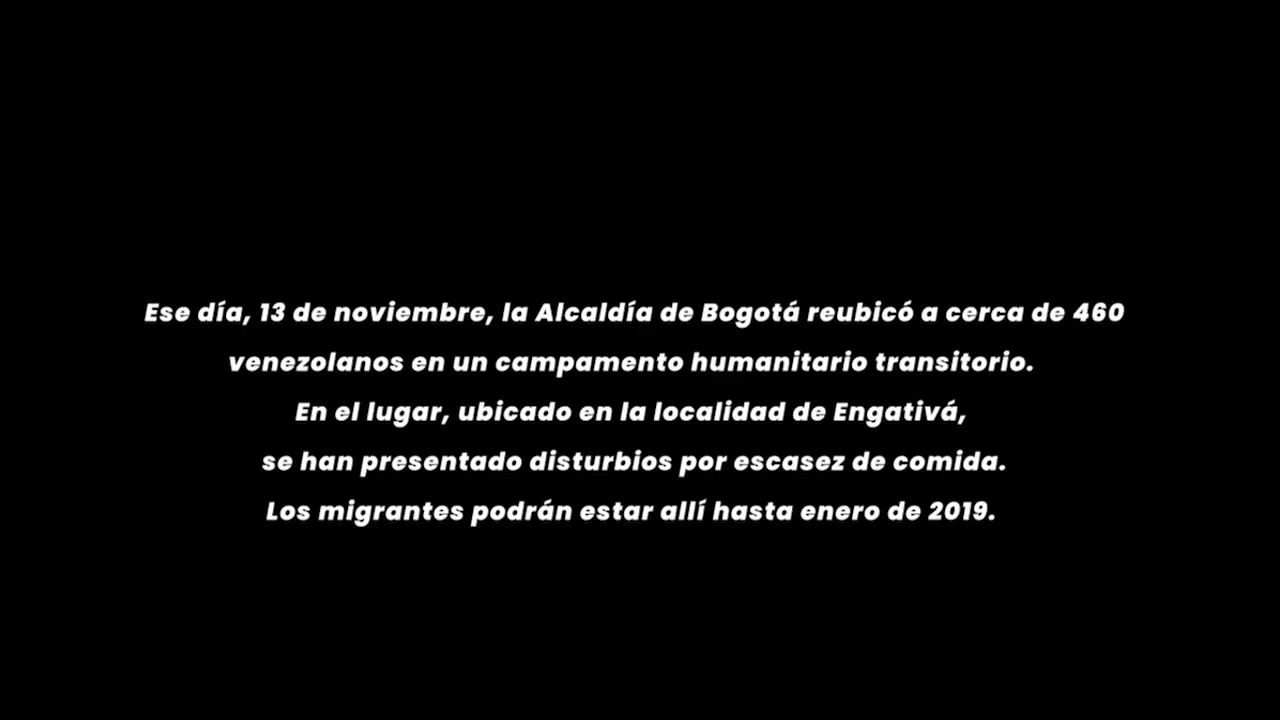 Ese día, 13 de noviembre, la Alcaldía de Bogotá reubicó a cerca de 460
venezolanos en un campamento humanitario transitorio.
En el lugar, ubicado en la localidad de Engativá,
se han presentado disturbios por escasez de comida.
Los migrantes podrán estar allí hasta enero de 2019.